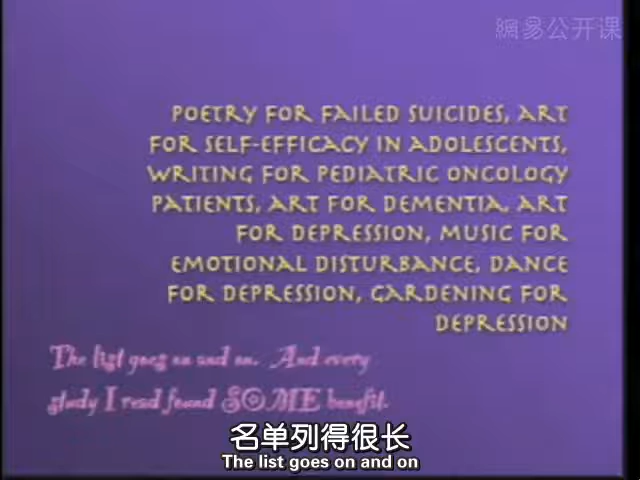 網易公开课
POETRY FOR FAILED SUICIDES, ART
FOR SELF-EFFICACY IN ADOLESCENTS,
WRITING FOR PEDIATRIC ONCOLOGY
PATIENTS, ART FOR DEMENTIA, ART
FOR DEPRESSION, MUSIC FOR
EMOTIONAL DISTURBANCE, DANCE
FOR DEPRESSION, GARDENING FOR
DEPRESSION
The list goes on and on. And every
study I read found SOME benefit.
名单列得很长
The list goes on and on